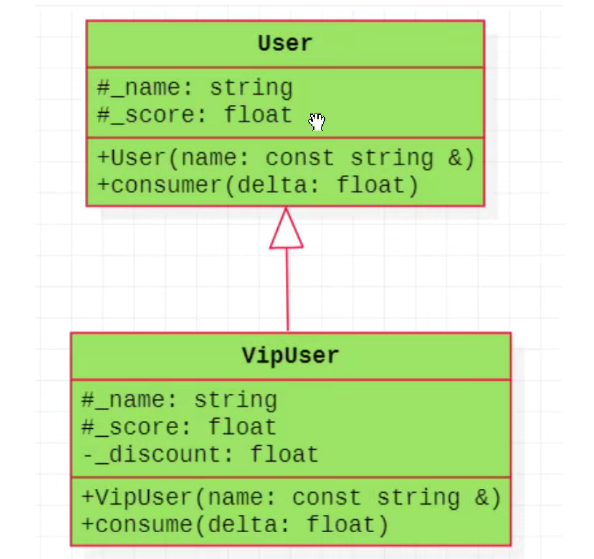 User
#_name: string
#_score: float
+User(name: const string &)
+consumer(delta: float)
VipUser
#_name: string
#_score: float
-_discount: float
+VipUser(name: const string &)
+consume(delta: float)